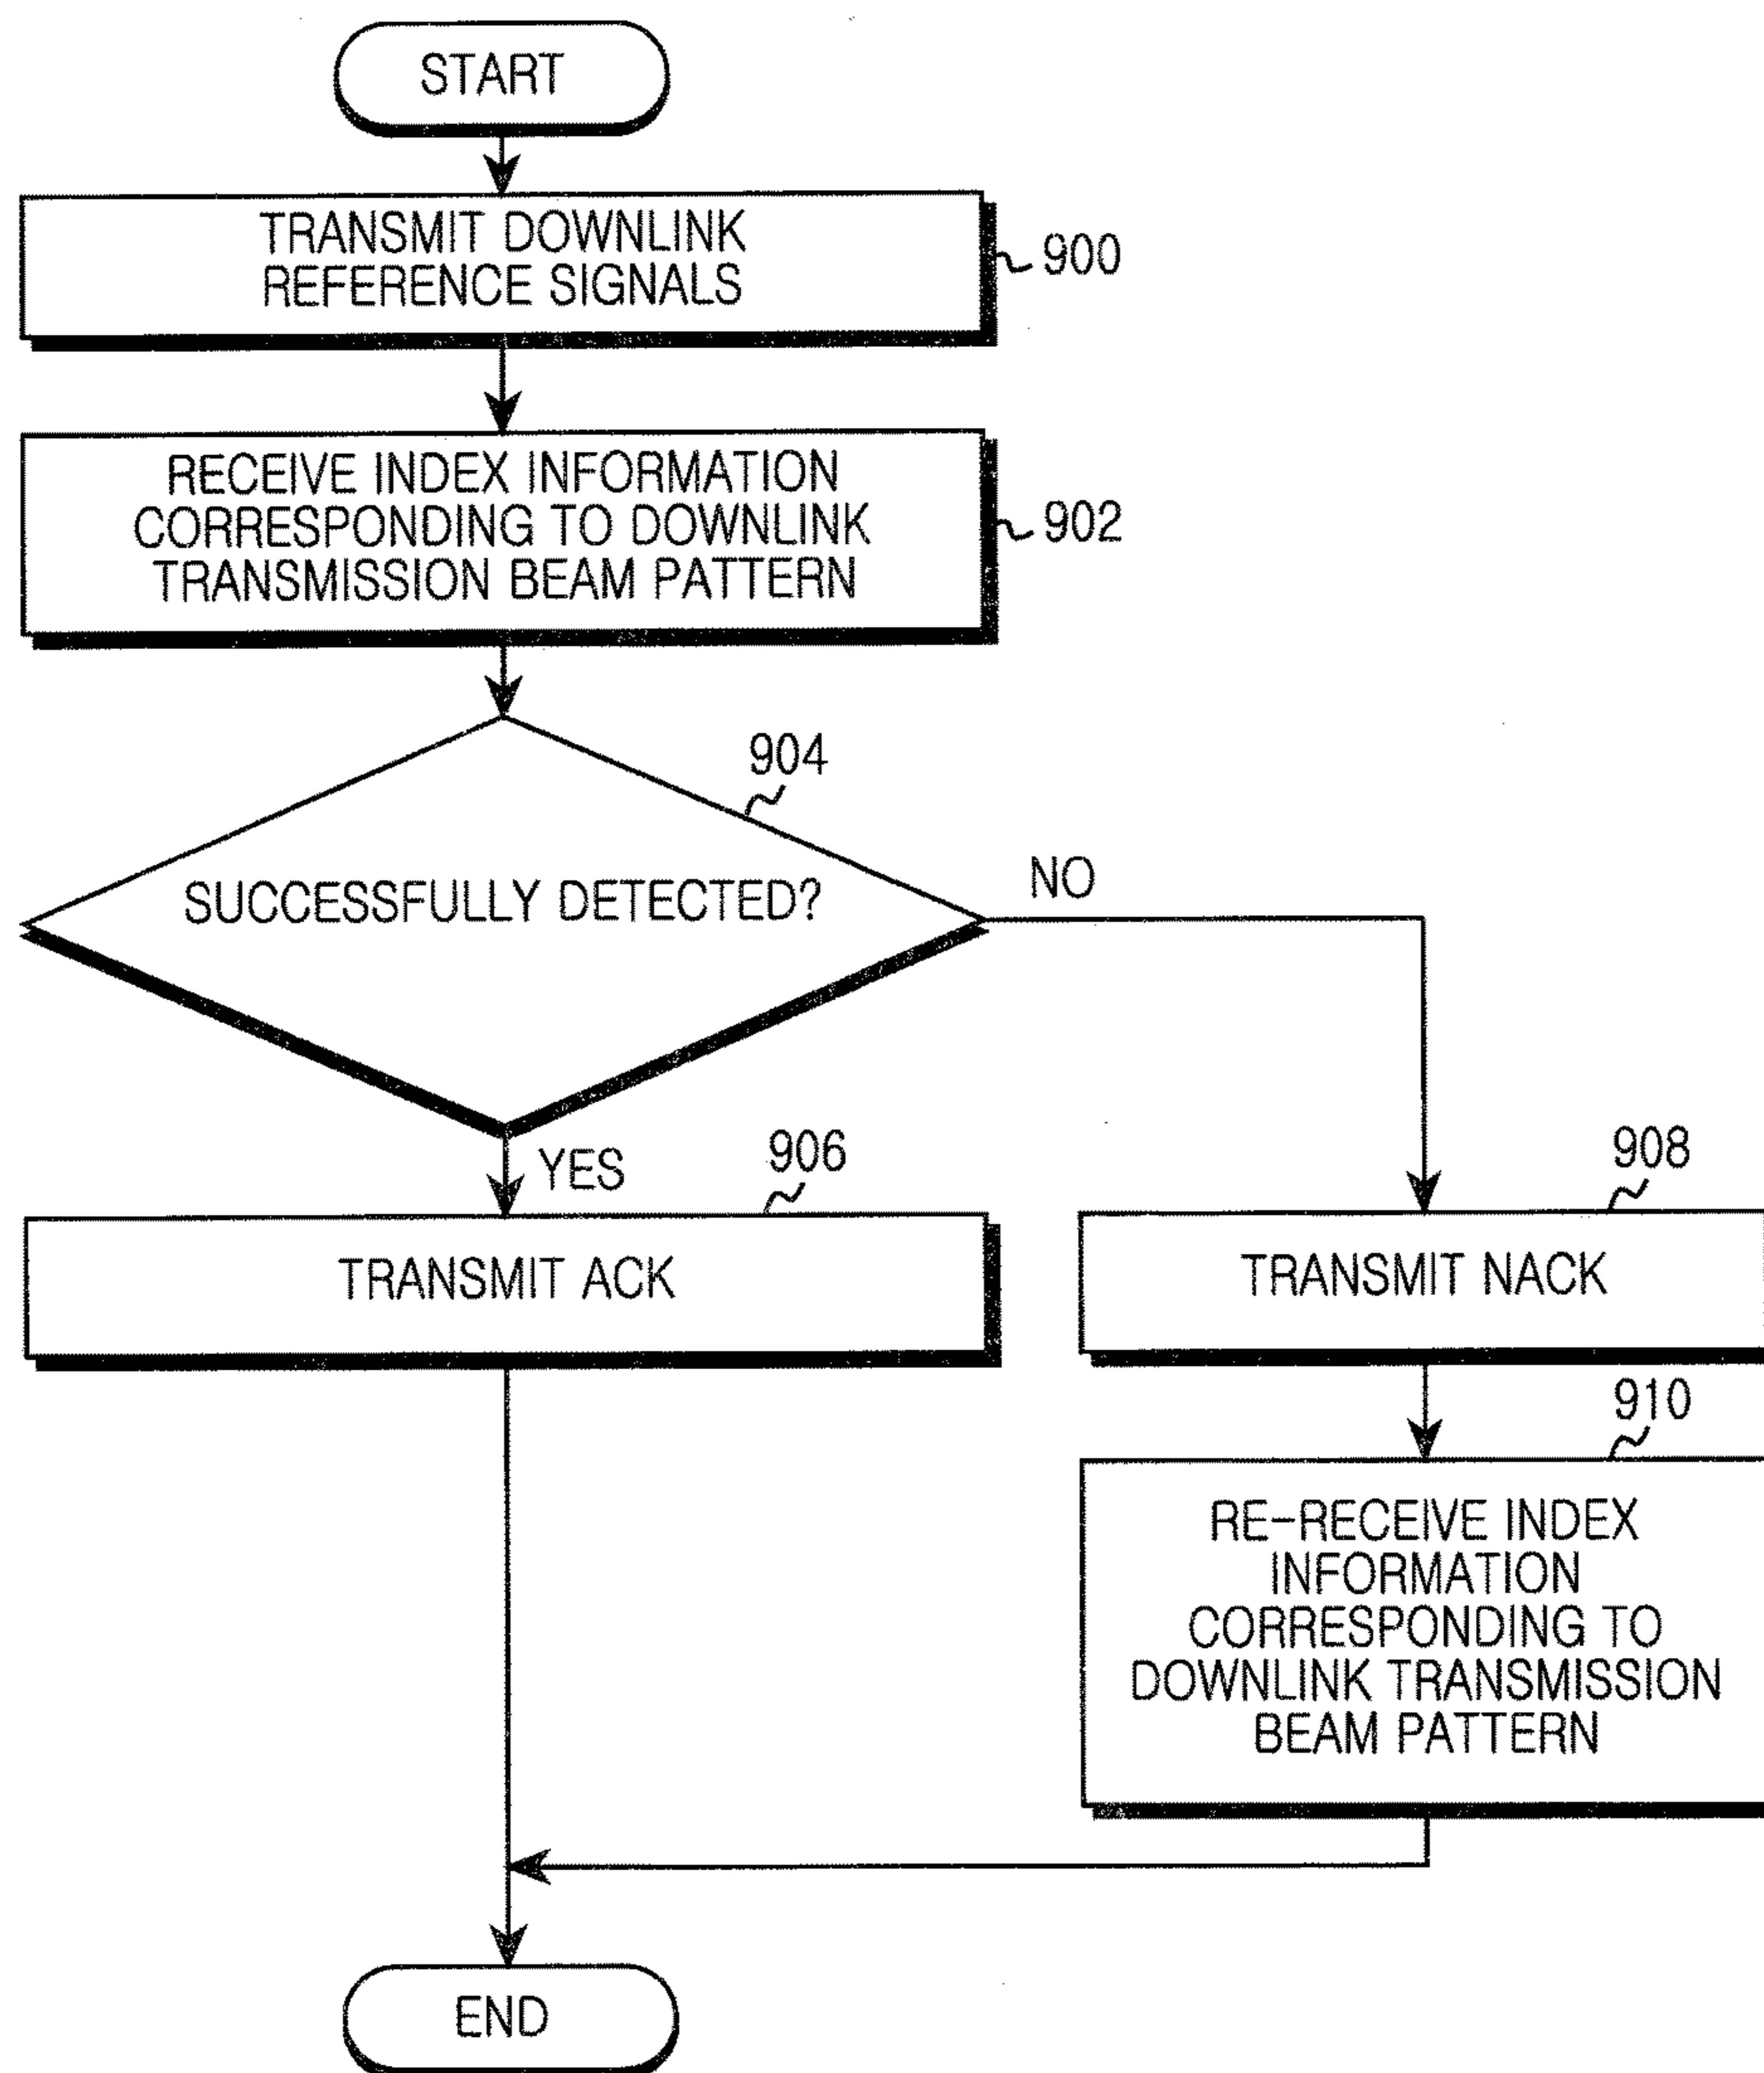 START
TRANSMIT DOWNLINK
REFERENCE SIGNALS
900
RECEIVE INDEX INFORMATION
CORRESPONDING TO DOWNLINK
TRANSMISSION BEAM PATTERN
902
904
SUCCESSFULLY DETECTED?
NO
YES
906
TRANSMIT ACK
908
TRANSMIT NACK
910
RE-RECEIVE INDEX
INFORMATION
CORRESPONDING TO
DOWNLINK TRANSMISSION
BEAM PATTERN
END